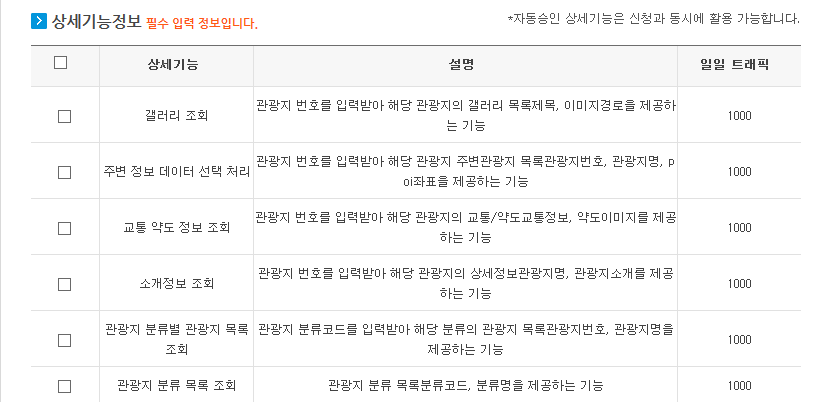 상세기능정보 필수 입력 정보입니다.
*자동승인 상세기능은 신청과 동시에 활용 가능합니다.
상세기능 설명 일일 트래픽
갤러리 조회
관광지 번호를 입력받아 해당 관광지의 갤러리 목록제목, 이미지경로을 제공하
는 기능
1000
주변 정보 데이터 선택 처리
관광지 번호를 입력받아 해당 관광지 주변관광지 목록관광지번호, 관광지명, p
oi좌표을 제공하는 기능
1000
교통 약도 정보 조회
관광지 번호를 입력받아 해당 관광지의 교통/약도교통정보, 약도이미지를 제공
하는 기능
1000
소개정보 조회
관광지 번호를 입력받아 해당 관광지의 상세정보관광지명, 관광지소개를 제공
하는 기능
1000
관광지 분류별 관광지 목록
조회
관광지 분류코드를 입력받아 해당 분류의 관광지 목록관광지번호, 관광지명을
제공하는 기능
1000
관광지 분류 목록 조회
관광지 분류 목록분류코드, 분류명을 제공하는 기능
1000